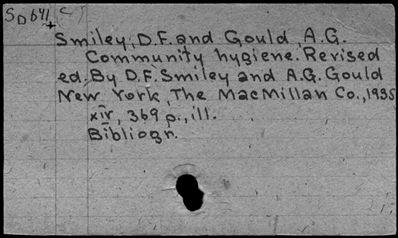 SD641
Smiley, D.F. and Gould, A.G.
Community hygiene. Revised
ed. By D.F. Smiley and A.G. Gould
New York, The MacMillan Co., 1935
xiv, 369 p., ill.
Bibliogr.